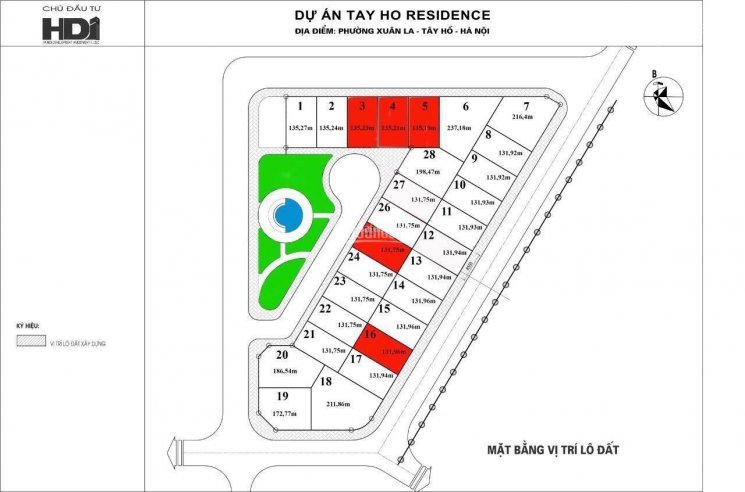 CHỦ ĐẦU TƯ
HDI
DỰ ÁN TAY HO RESIDENCE
ĐỊA ĐIỂM: PHƯỜNG XUÂN LA - TÂY HỒ - HÀ NỘI
B
1
135,27m
2
135,24m
3
135,23m
4
135,21m
5
135,19m
6
237,18m
7
216,4m
8
131,92m
9
131,92m
10
131,93m
11
131,93m
12
131,94m
13
131,94m
14
131,96m
15
131,96m
16
131,96m
17
131,94m
18
211,86m
19
172,77m
20
186,54m
21
131,75m
22
131,75m
23
131,75m
24
131,75m
131,75m
26
131,75m
27
131,75m
28
198,47m
KÝ HIỆU:
VỊ TRÍ LÔ ĐẤT XÂY DỰNG
MẶT BẰNG VỊ TRÍ LÔ ĐẤT